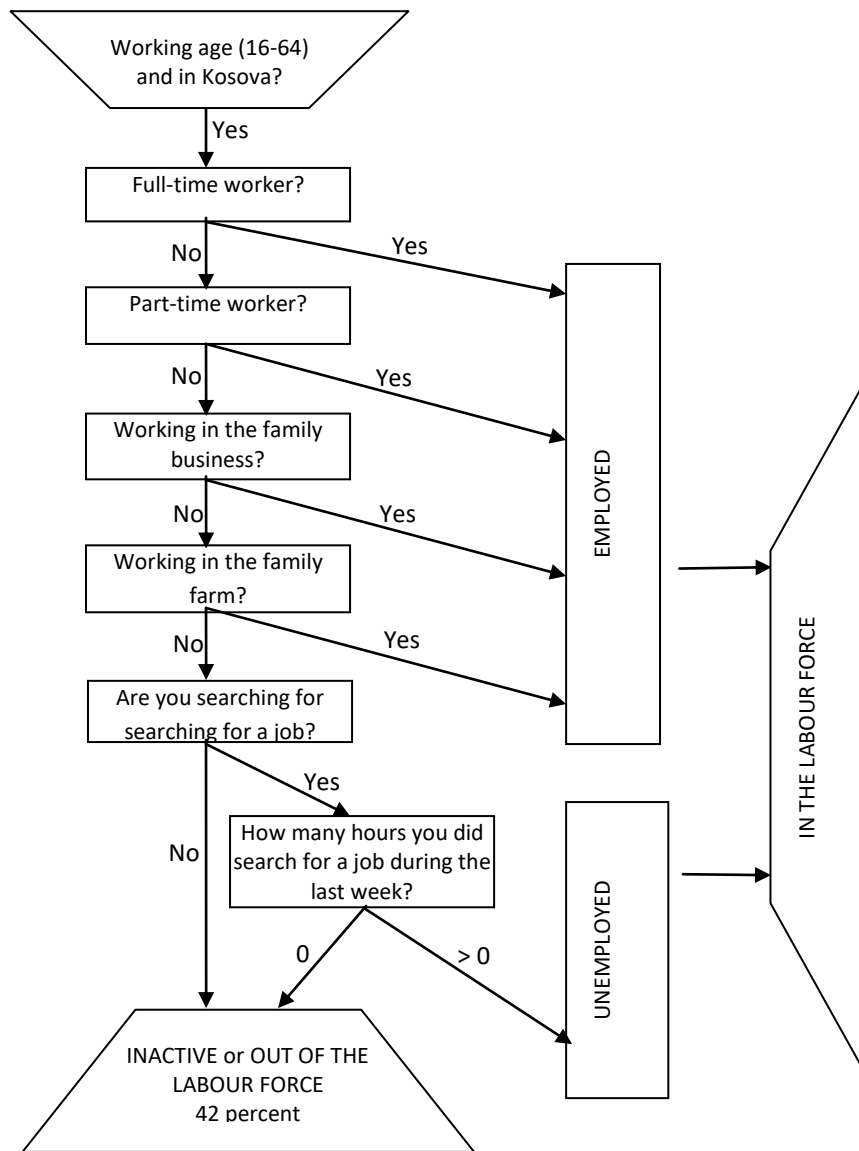 Working age (16-64)
and in Kosova?
Yes
Full-time worker?
No
Yes
Part-time worker?
No
Yes
Working in the family
business?
No
Yes
Working in the family
farm?
No
Yes
Are you searching for
searching for a job?
Yes
No
How many hours you did
search for a job during the
last week?
0
> 0
INACTIVE or OUT OF THE
LABOUR FORCE
42 percent
EMPLOYED
UNEMPLOYED
IN THE LABOUR FORCE